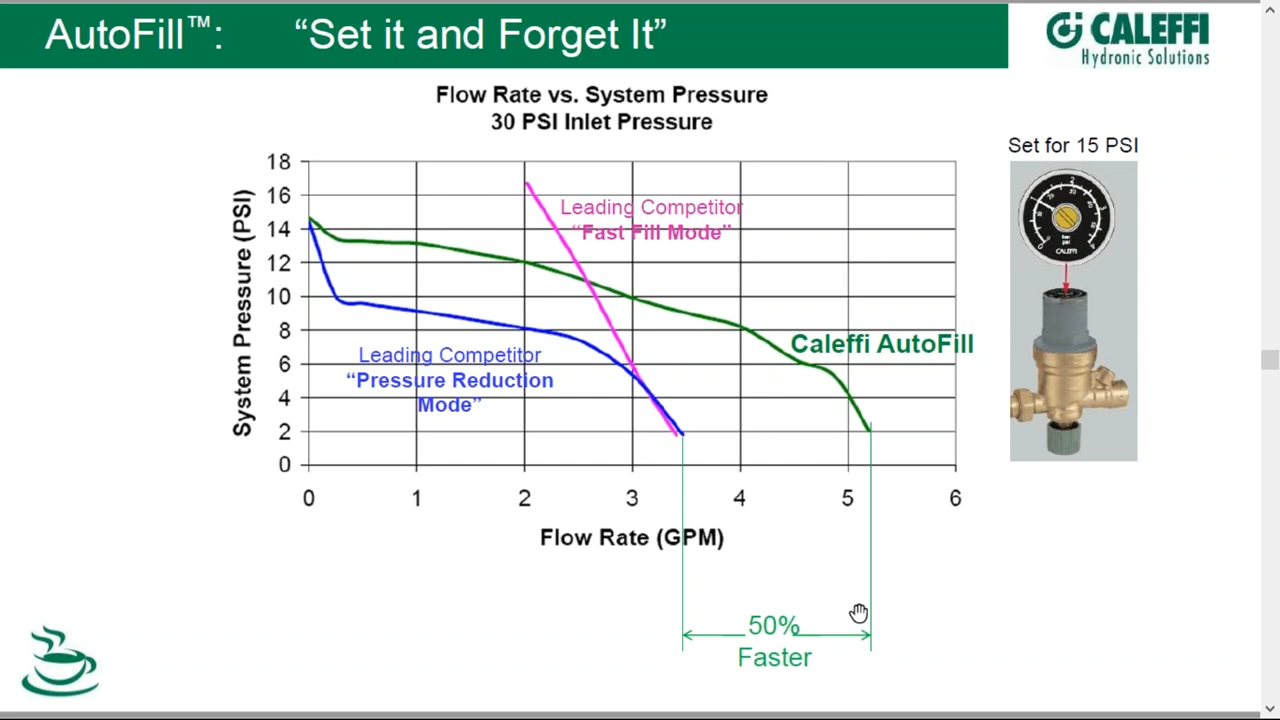 AutoFill™: “Set it and Forget It”
CALEFFI
Hydronic Solutions
Flow Rate vs. System Pressure
30 PSI Inlet Pressure
Set for 15 PSI
System Pressure (PSI)
18
16
14
12
10
8
6
4
2
0
Leading Competitor
“Fast Fill Mode”
Caleffi AutoFill
Leading Competitor
“Pressure Reduction
Mode”
0 1 2 3 4 5 6
Flow Rate (GPM)
50%
Faster
bar
psi
CALEFFI